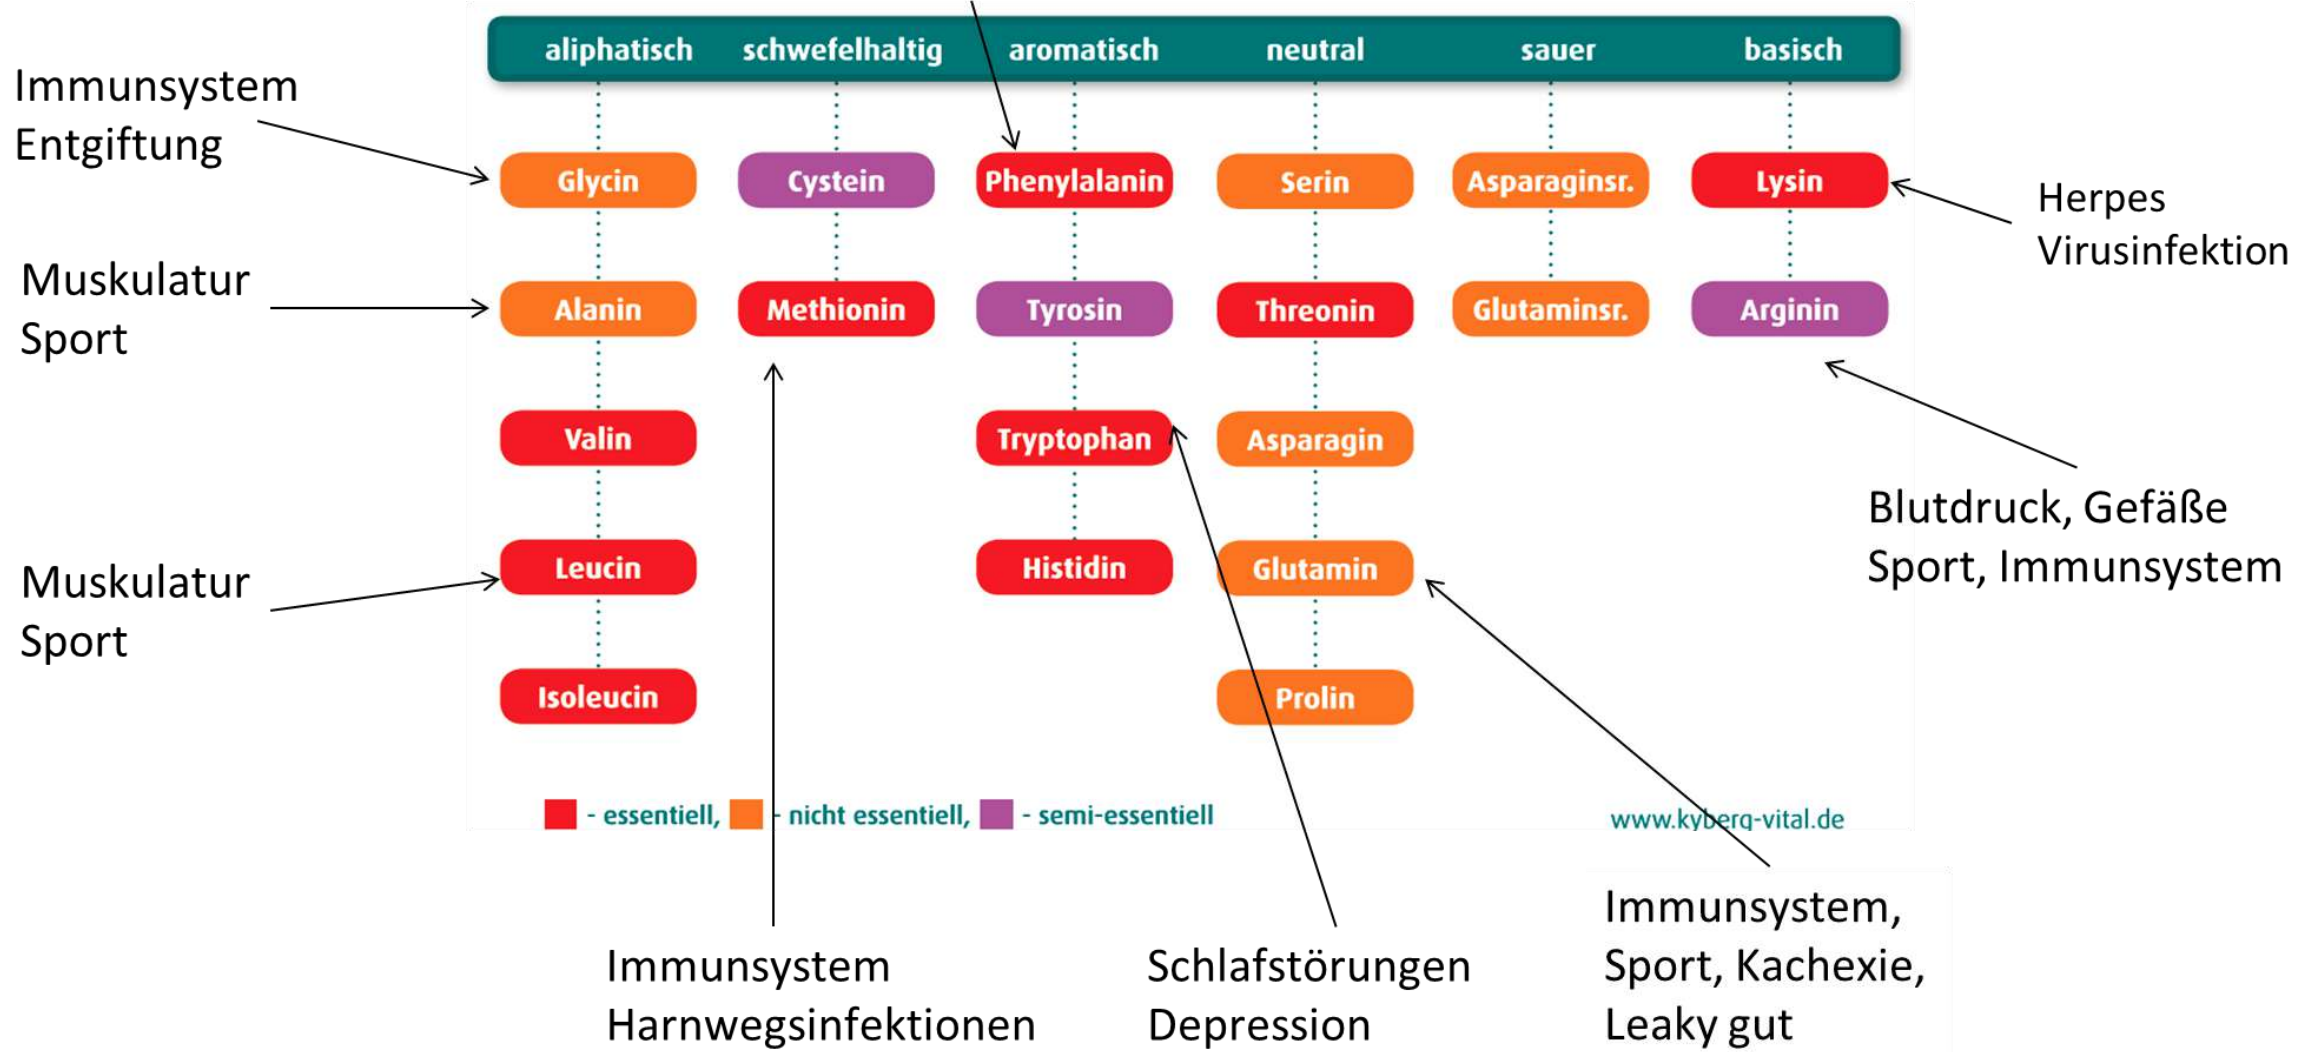 aliphatisch schwefelhaltig aromatisch neutral sauer basisch
Immunsystem
Entgiftung
Glycin Cystein Phenylalanin Serin Asparaginsr. Lysin
Herpes
Virusinfektion
Muskulatur
Sport
Alanin Methionin Tyrosin Threonin Glutaminsr. Arginin
Valin Tryptophan Asparagin
Blutdruck, Gefäße
Sport, Immunsystem
Muskulatur
Sport
Leucin Histidin Glutamin
Isoleucin Prolin
- essentiell, - nicht essentiell, - semi-essentiell
www.kyberg-vital.de
Immunsystem
Harnwegsinfektionen
Schlafstörungen
Depression
Immunsystem,
Sport, Kachexie,
Leaky gut